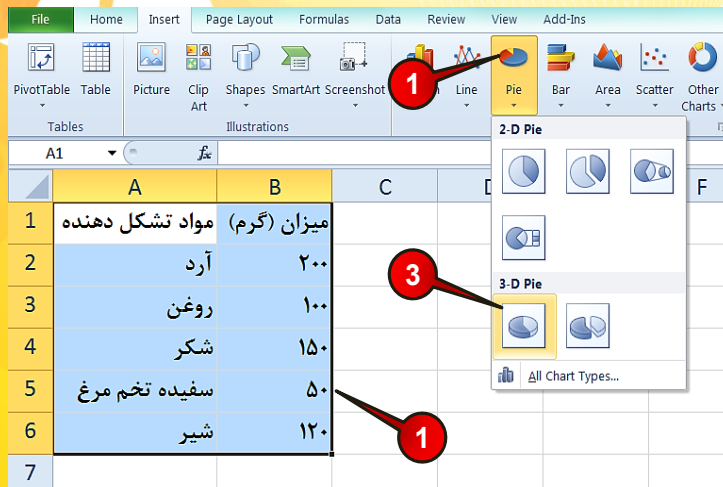 File Home Insert Page Layout Formulas Data Review View Add-Ins
PivotTable Table Picture Clip Art Shapes SmartArt Screenshot Line Pie Bar Area Scatter Other Charts
Tables Illustrations
1
A1 fx
2-D Pie
3-D Pie
All Chart Types...
A B C F
1 مواد تشکل دهنده میزان (گرم)
2 آرد ۲۰۰
3 روغن ۱۰۰
4 شکر ۱۵۰
5 سفیده تخم مرغ ۵۰
6 شیر ۱۲۰
7
3
1